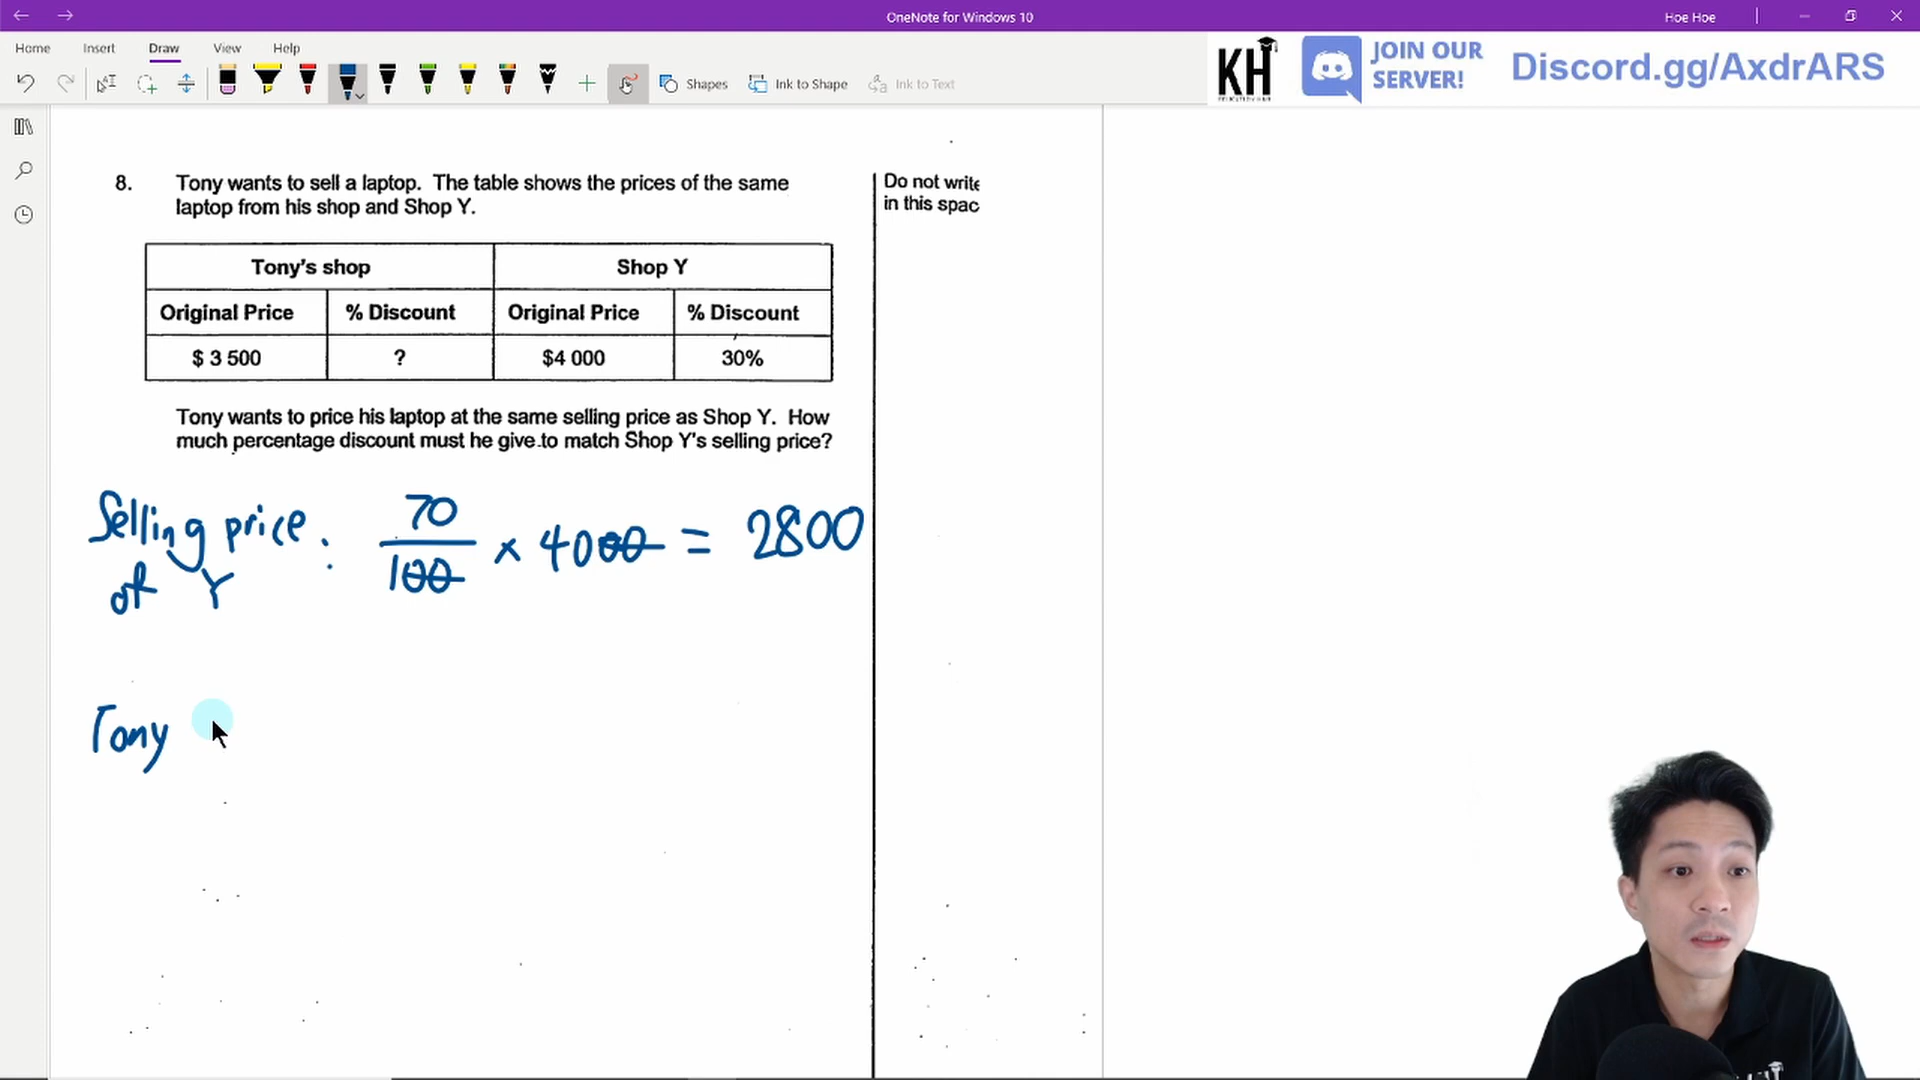 OneNote for Windows 10
Hoe Hoe
Home Insert Draw View Help
Shapes Ink to Shape Ink to Text
KH
JOIN OUR
SERVER!
Discord.gg/AxdrARS
8. Tony wants to sell a laptop. The table shows the prices of the same
laptop from his shop and Shop Y.
Do not write
in this spac
Tony's shop Shop Y
Original Price % Discount Original Price % Discount
$ 3 500 ? $4 000 30%
Tony wants to price his laptop at the same selling price as Shop Y. How
much percentage discount must he give to match Shop Y's selling price?
Selling price of Y : 70/100 × 4000 = 2800
Tony